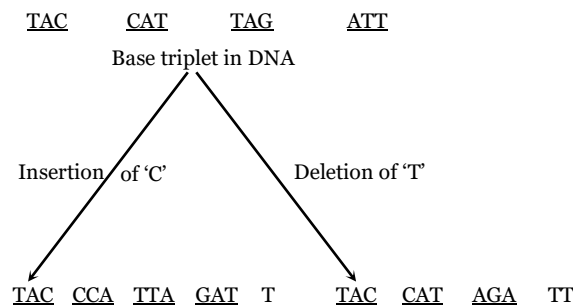 TAC CAT TAG ATT
Base triplet in DNA
Insertion of ‘C’ Deletion of ‘T’
TAC CCA TTA GAT T TAC CAT AGA TT